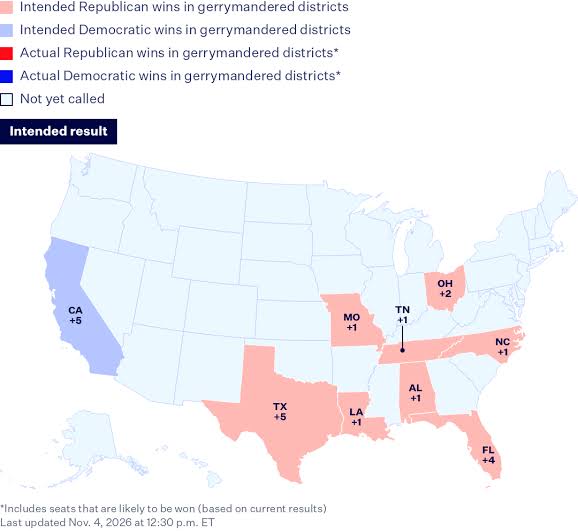 Intended Republican wins in gerrymandered districts
Intended Democratic wins in gerrymandered districts
Actual Republican wins in gerrymandered districts*
Actual Democratic wins in gerrymandered districts*
Not yet called
Intended result
CA
+5
TX
+5
MO
+1
LA
+1
TN
+1
AL
+1
OH
+2
NC
+1
FL
+4
*Includes seats that are likely to be won (based on current results)
Last updated Nov. 4, 2026 at 12:30 p.m. ET